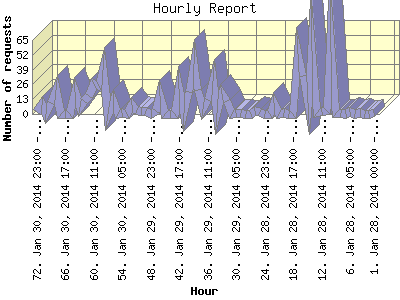 Hourly Report
Number of requests
65
52
39
26
13
0
72. Jan 30, 2014 23:00
66. Jan 30, 2014 17:00
60. Jan 30, 2014 11:00
54. Jan 30, 2014 05:00
48. Jan 29, 2014 23:00
42. Jan 29, 2014 17:00
36. Jan 29, 2014 11:00
30. Jan 29, 2014 05:00
24. Jan 28, 2014 23:00
18. Jan 28, 2014 17:00
12. Jan 28, 2014 11:00
6. Jan 28, 2014 05:00
1. Jan 28, 2014 00:00
Hour